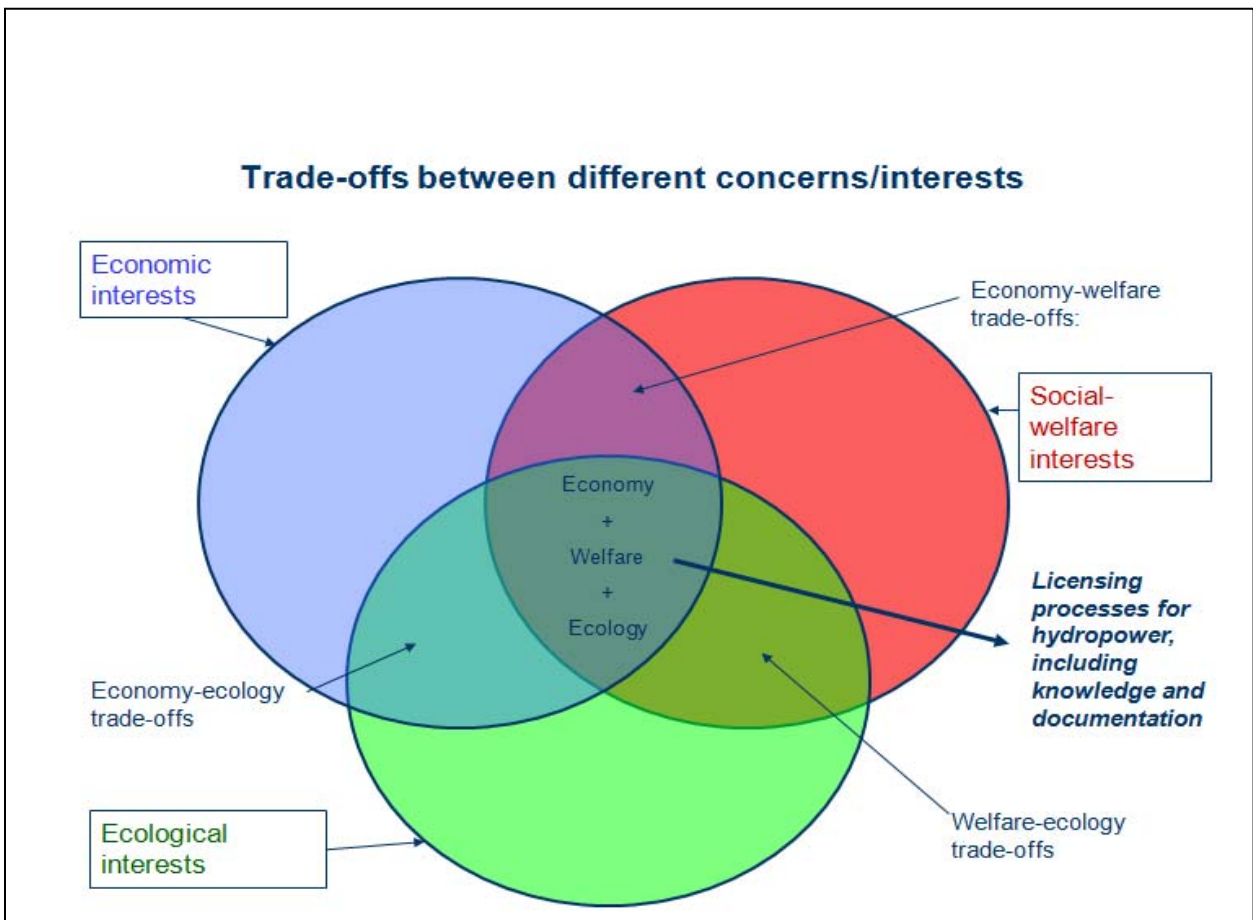 Trade-offs between different concerns/interests
Economic
interests
Economy-welfare
trade-offs:
Social-
welfare
interests
Economy
+
Welfare
+
Ecology
Licensing
processes for
hydropower,
including
knowledge and
documentation
Economy-ecology
trade-offs
Ecological
interests
Welfare-ecology
trade-offs